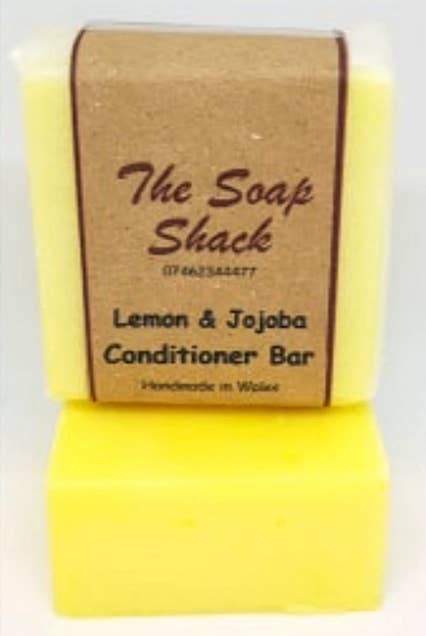 The Soap
Shack
07462344477
Lemon & Jojoba
Conditioner Bar
Handmade in Wales